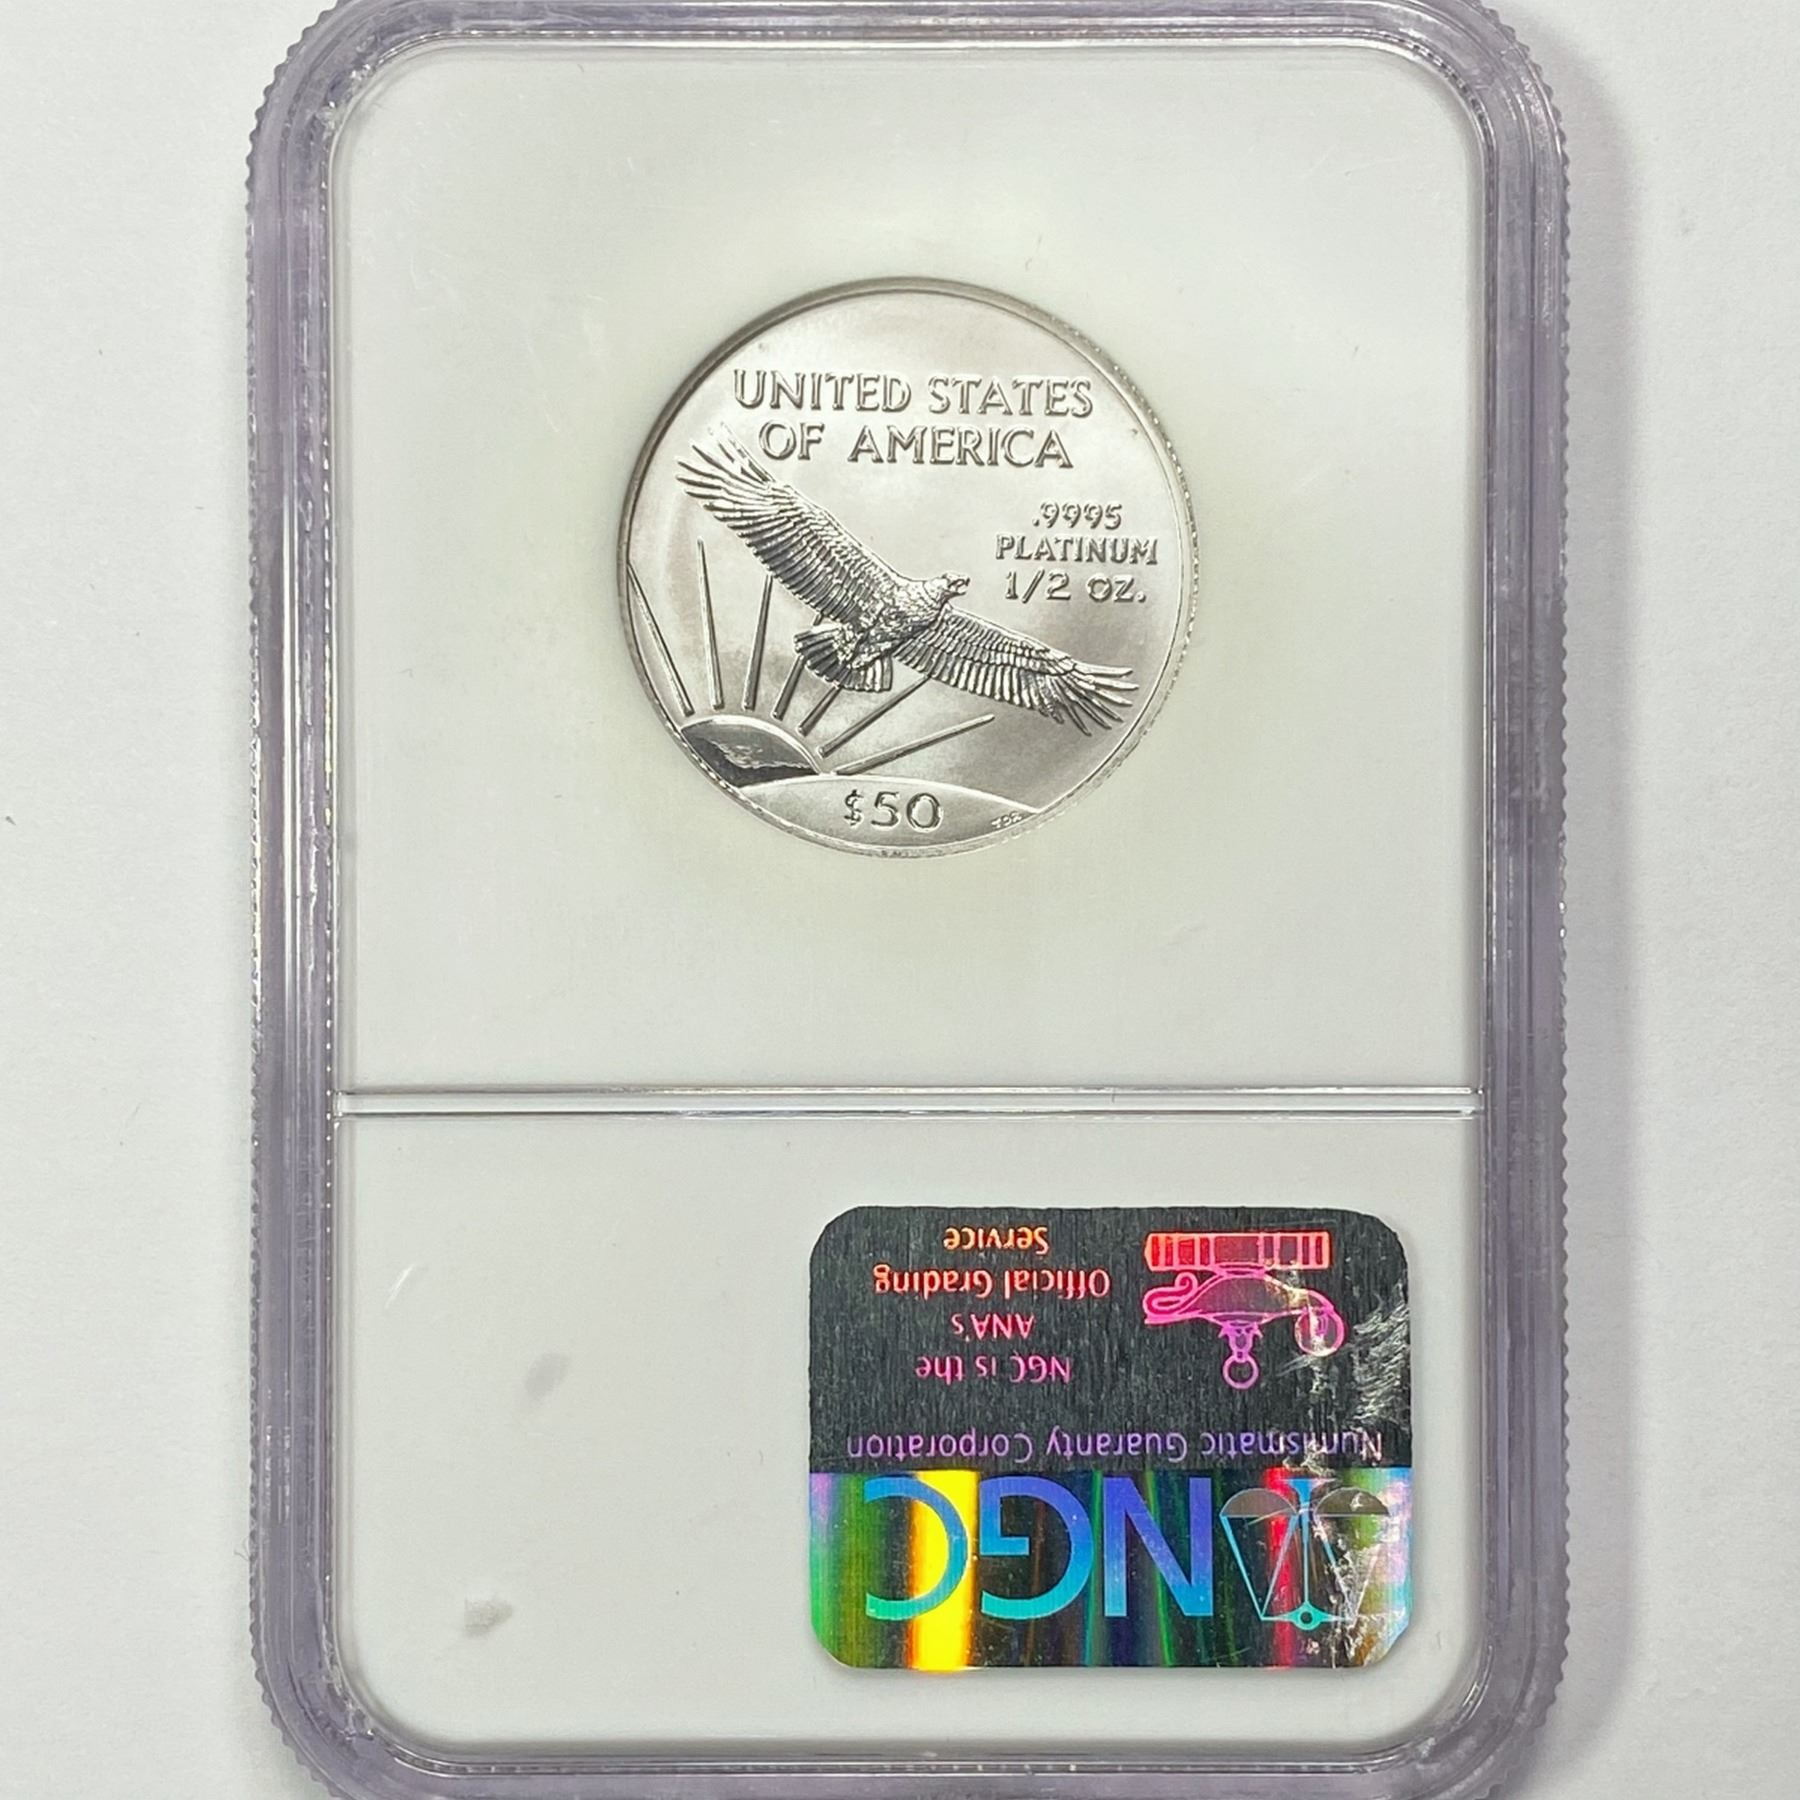 UNITED STATES
OF AMERICA
.9995
PLATINUM
1/2 OZ.
$50
NGC
Numismatic Guaranty Corporation
NGC is the
ANA's
Official Grading
Service